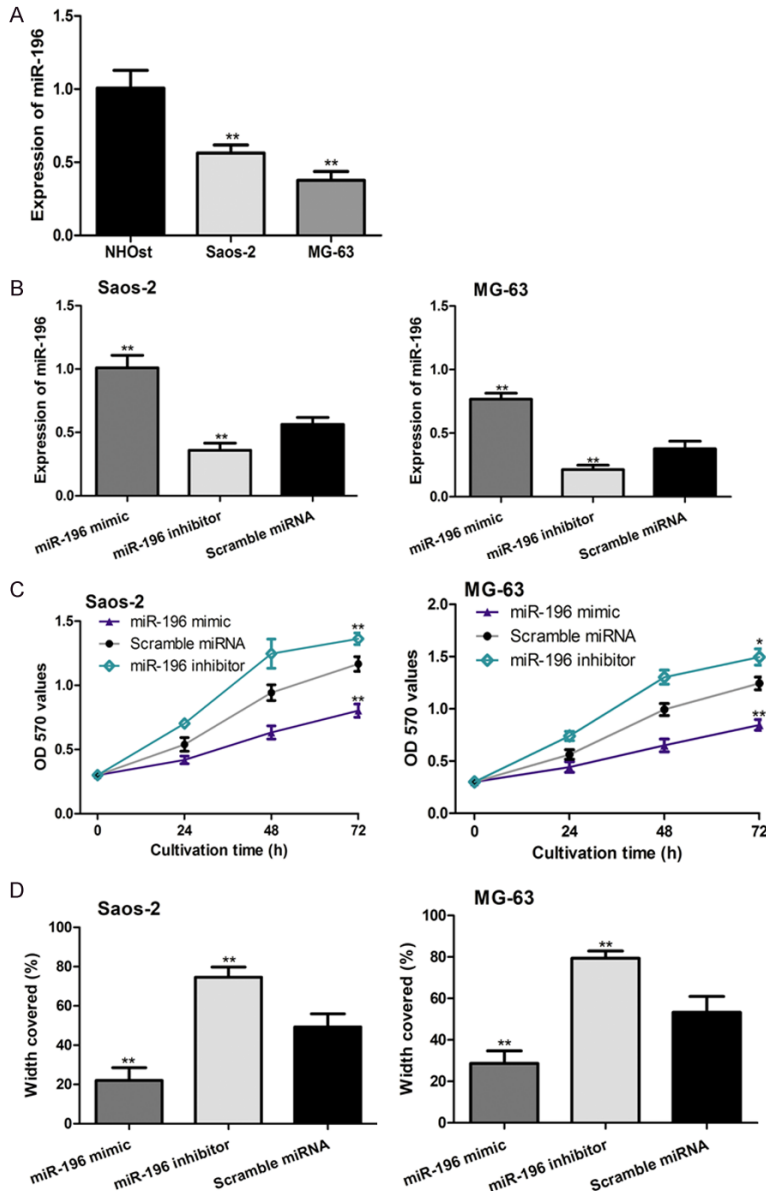 A
Expression of miR-196
1.5
1.0
0.5
0.0
**
**
NHOst Saos-2 MG-63
B
Saos-2
Expression of miR-196
1.5
1.0
0.5
0.0
**
**
miR-196 mimic
miR-196 inhibitor
Scramble miRNA
MG-63
Expression of miR-196
1.5
1.0
0.5
0.0
**
**
miR-196 mimic
miR-196 inhibitor
Scramble miRNA
C
Saos-2
miR-196 mimic
Scramble miRNA
miR-196 inhibitor
OD 570 values
1.5
1.0
0.5
0.0
**
**
0 24 48 72
Cultivation time (h)
MG-63
miR-196 mimic
Scramble miRNA
miR-196 inhibitor
OD 570 values
2.0
1.5
1.0
0.5
0.0
*
**
0 24 48 72
Cultivation time (h)
D
Saos-2
Width covered (%)
100
80
60
40
20
0
**
**
miR-196 mimic
miR-196 inhibitor
Scramble miRNA
MG-63
Width covered (%)
80
60
40
20
0
100
**
**
miR-196 mimic
miR-196 inhibitor
Scramble miRNA